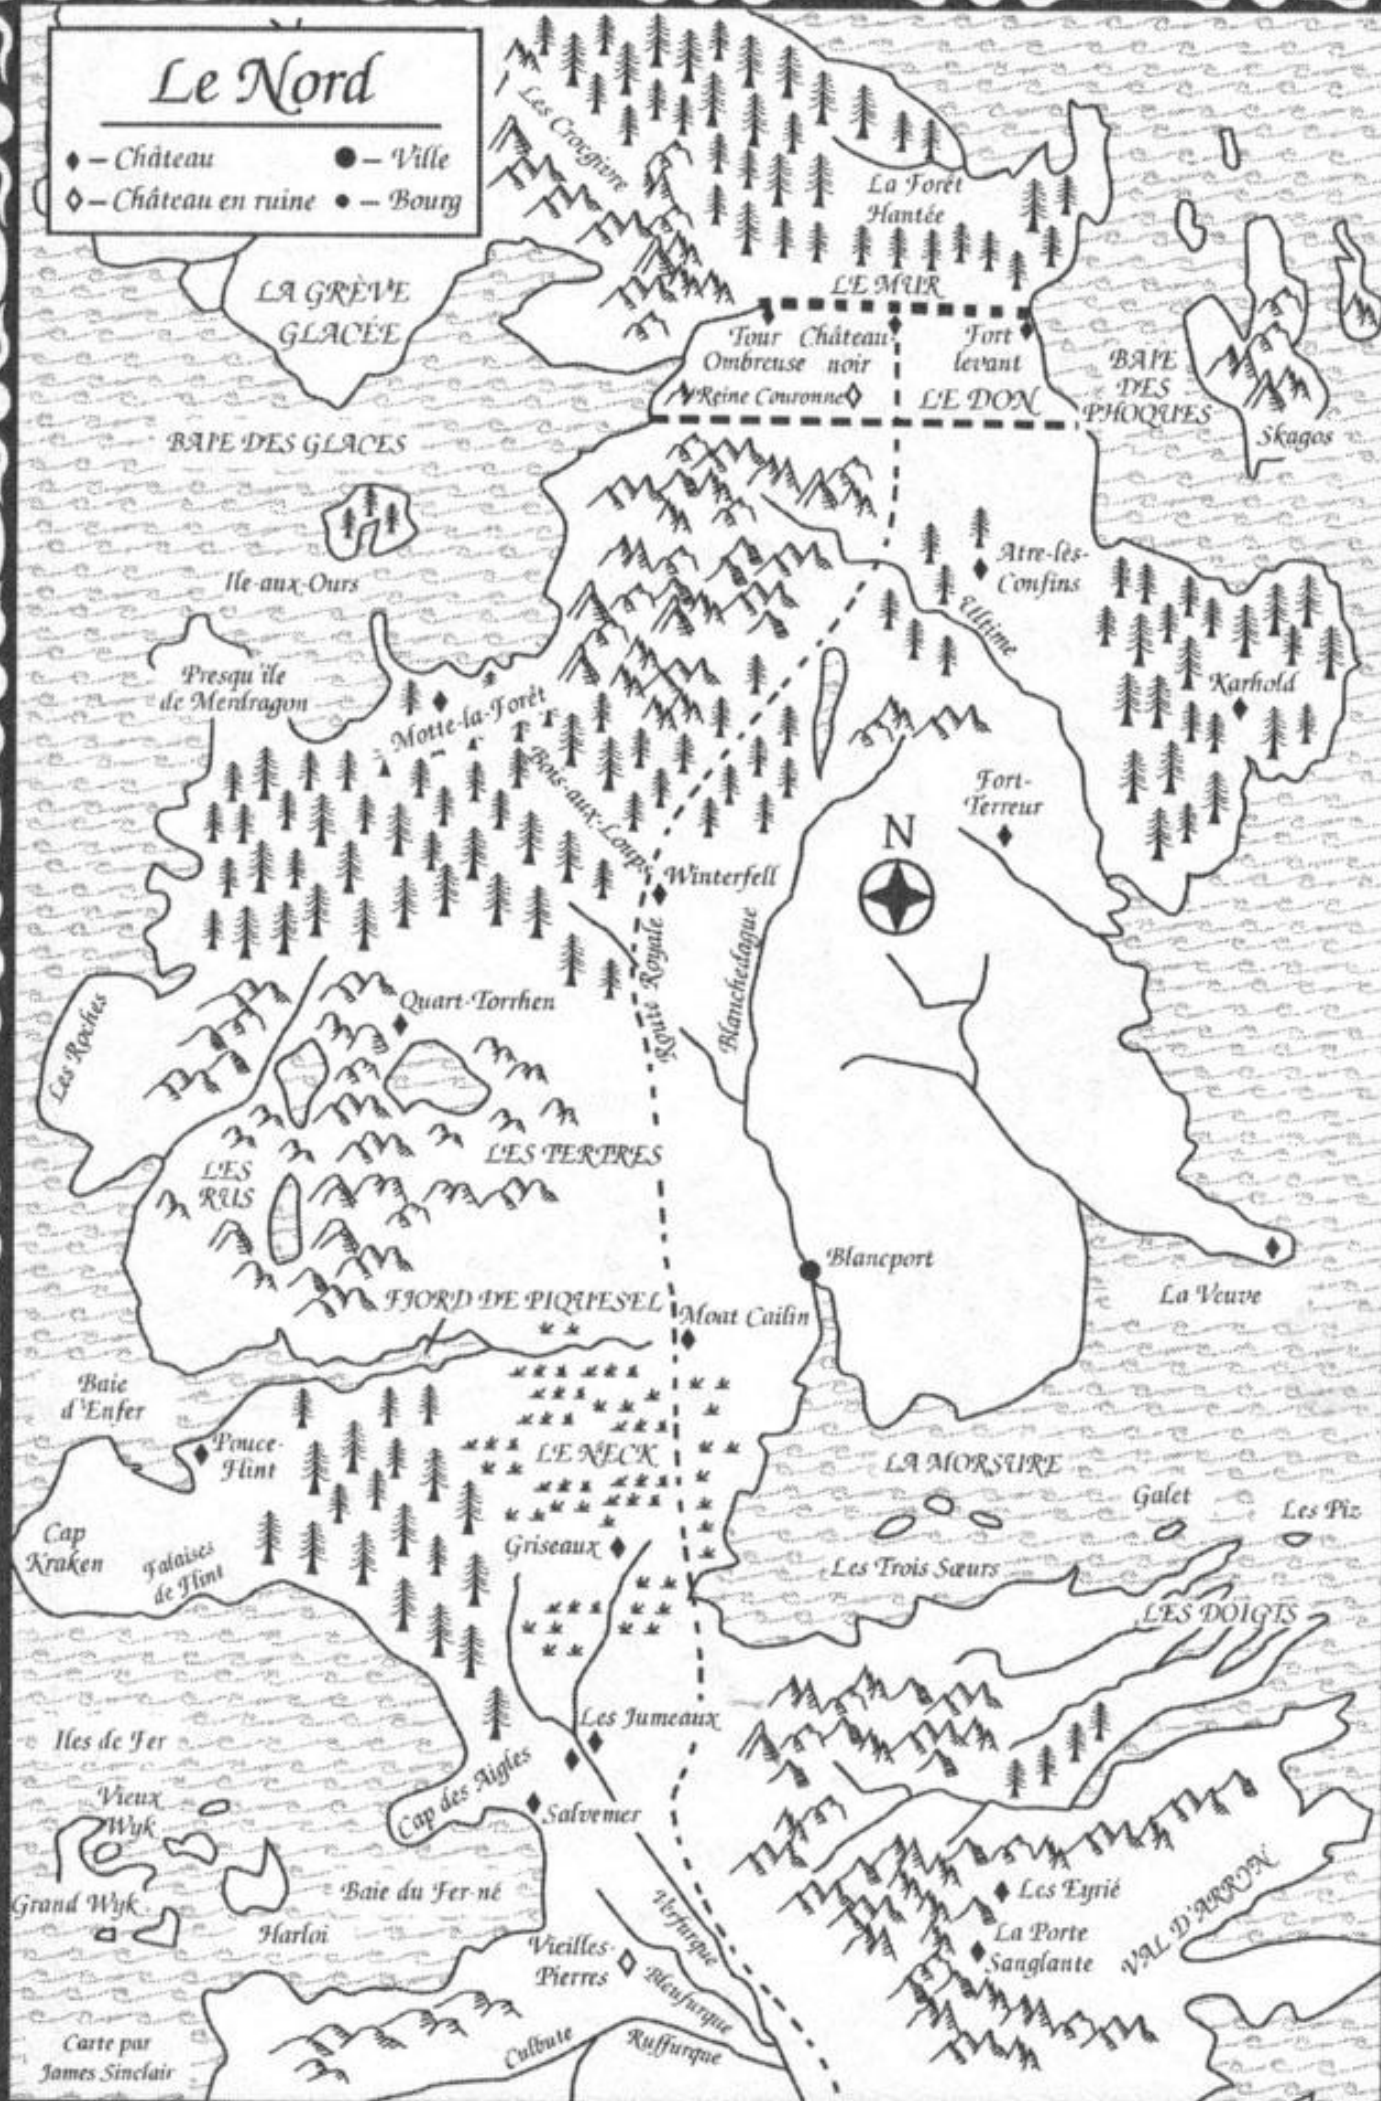 Le Nord
Château
Ville
Château en ruine
Bourg
Les Crocgivre
La Forêt
Hantée
LE MUR
LA GRÈVE
GLACÉE
Tour
Ombreuse
Château
noir
Fort
levant
Reine Couronne
LE DON
BAIE
DES
PHOQUES
Skagos
BAIE DES GLACES
Ile-aux-Ours
Atre-lès-
Confins
Ultime
Presqu'île
de Merdragon
Karhold
Motte-la-Forêt
Bois-aux-Loups
Fort-
Terreur
N
Winterfell
Route Royale
Blanchedague
Quart-Torrhen
Les Roches
LES TERTRES
LES
RUS
Blancport
La Veuve
FJORD DE PIQUESEL
Moat Cailin
Baie
d'Enfer
Pouce-
Flint
LE NECK
LA MORSURE
Galet
Les Piz
Cap
Kraken
Falaises
de Flint
Griseaux
Les Trois Sœurs
LES DOIGTS
Les Jumeaux
Iles de Fer
Cap des Aigles
Vieux
Wyk
Salvemer
Grand Wyk
Baie du Fer-né
Harloi
Les Eyrié
La Porte
Sanglante
VAL D'ARRIN
Verfurque
Vieilles-
Pierres
Bleufurque
Culbute
Ruffurque
Carte par
James Sinclair